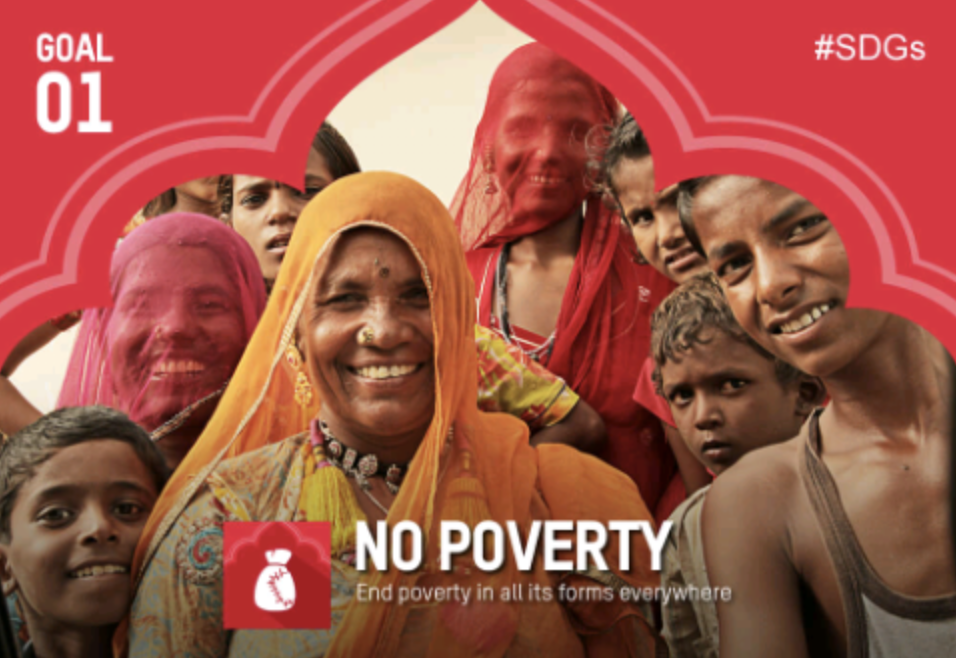 GOAL
01
#SDGs
NO POVERTY
End poverty in all its forms everywhere